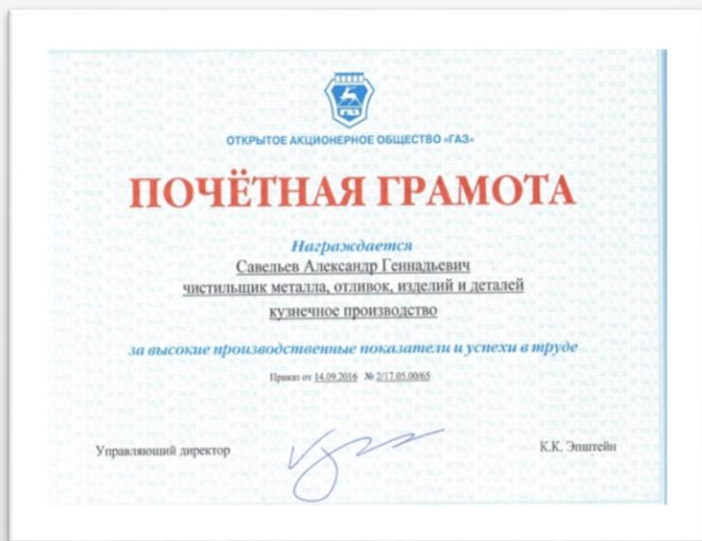 ГАЗ
ОТКРЫТОЕ АКЦИОНЕРНОЕ ОБЩЕСТВО «ГАЗ»
ПОЧЁТНАЯ ГРАМОТА
Награждается
Савельев Александр Геннадьевич
чистильщик металла, отливок, изделий и деталей
кузнечное производство
за высокие производственные показатели и успехи в труде
Приказ от 14.09.2016 № 2/17.05.00/65
Управляющий директор К.К. Эпштейн